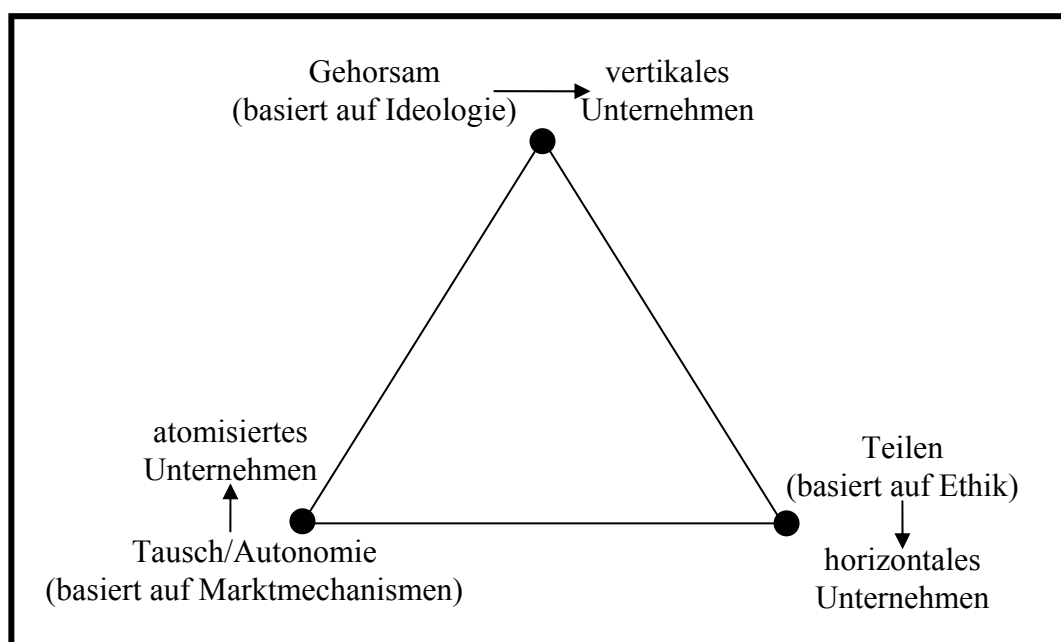 Gehorsam
(basiert auf Ideologie)
vertikales
Unternehmen
atomisiertes
Unternehmen
Tausch/Autonomie
(basiert auf Marktmechanismen)
Teilen
(basiert auf Ethik)
horizontales
Unternehmen